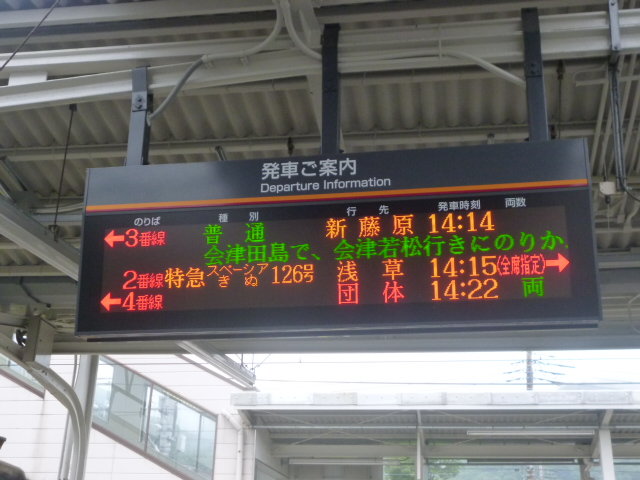 発車ご案内
Departure Information
のりば 種別 行先 発車時刻 両数
←3番線 普通 新藤原 14:14
会津田島で、会津若松行きにのりか
2番線 特急 スペーシアきぬ 126号 浅草 14:15 (全席指定)→
←4番線 団体 14:22 両